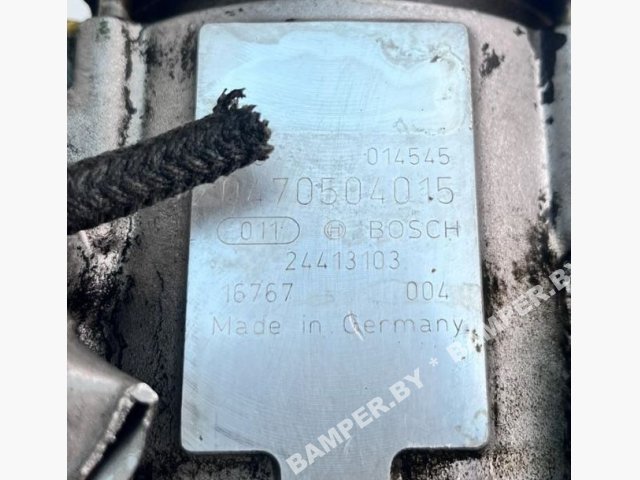 014545
0470504015
011 BOSCH
24413103
16767 004
Made in Germany
BAMPER.BY * BAMPER.BY